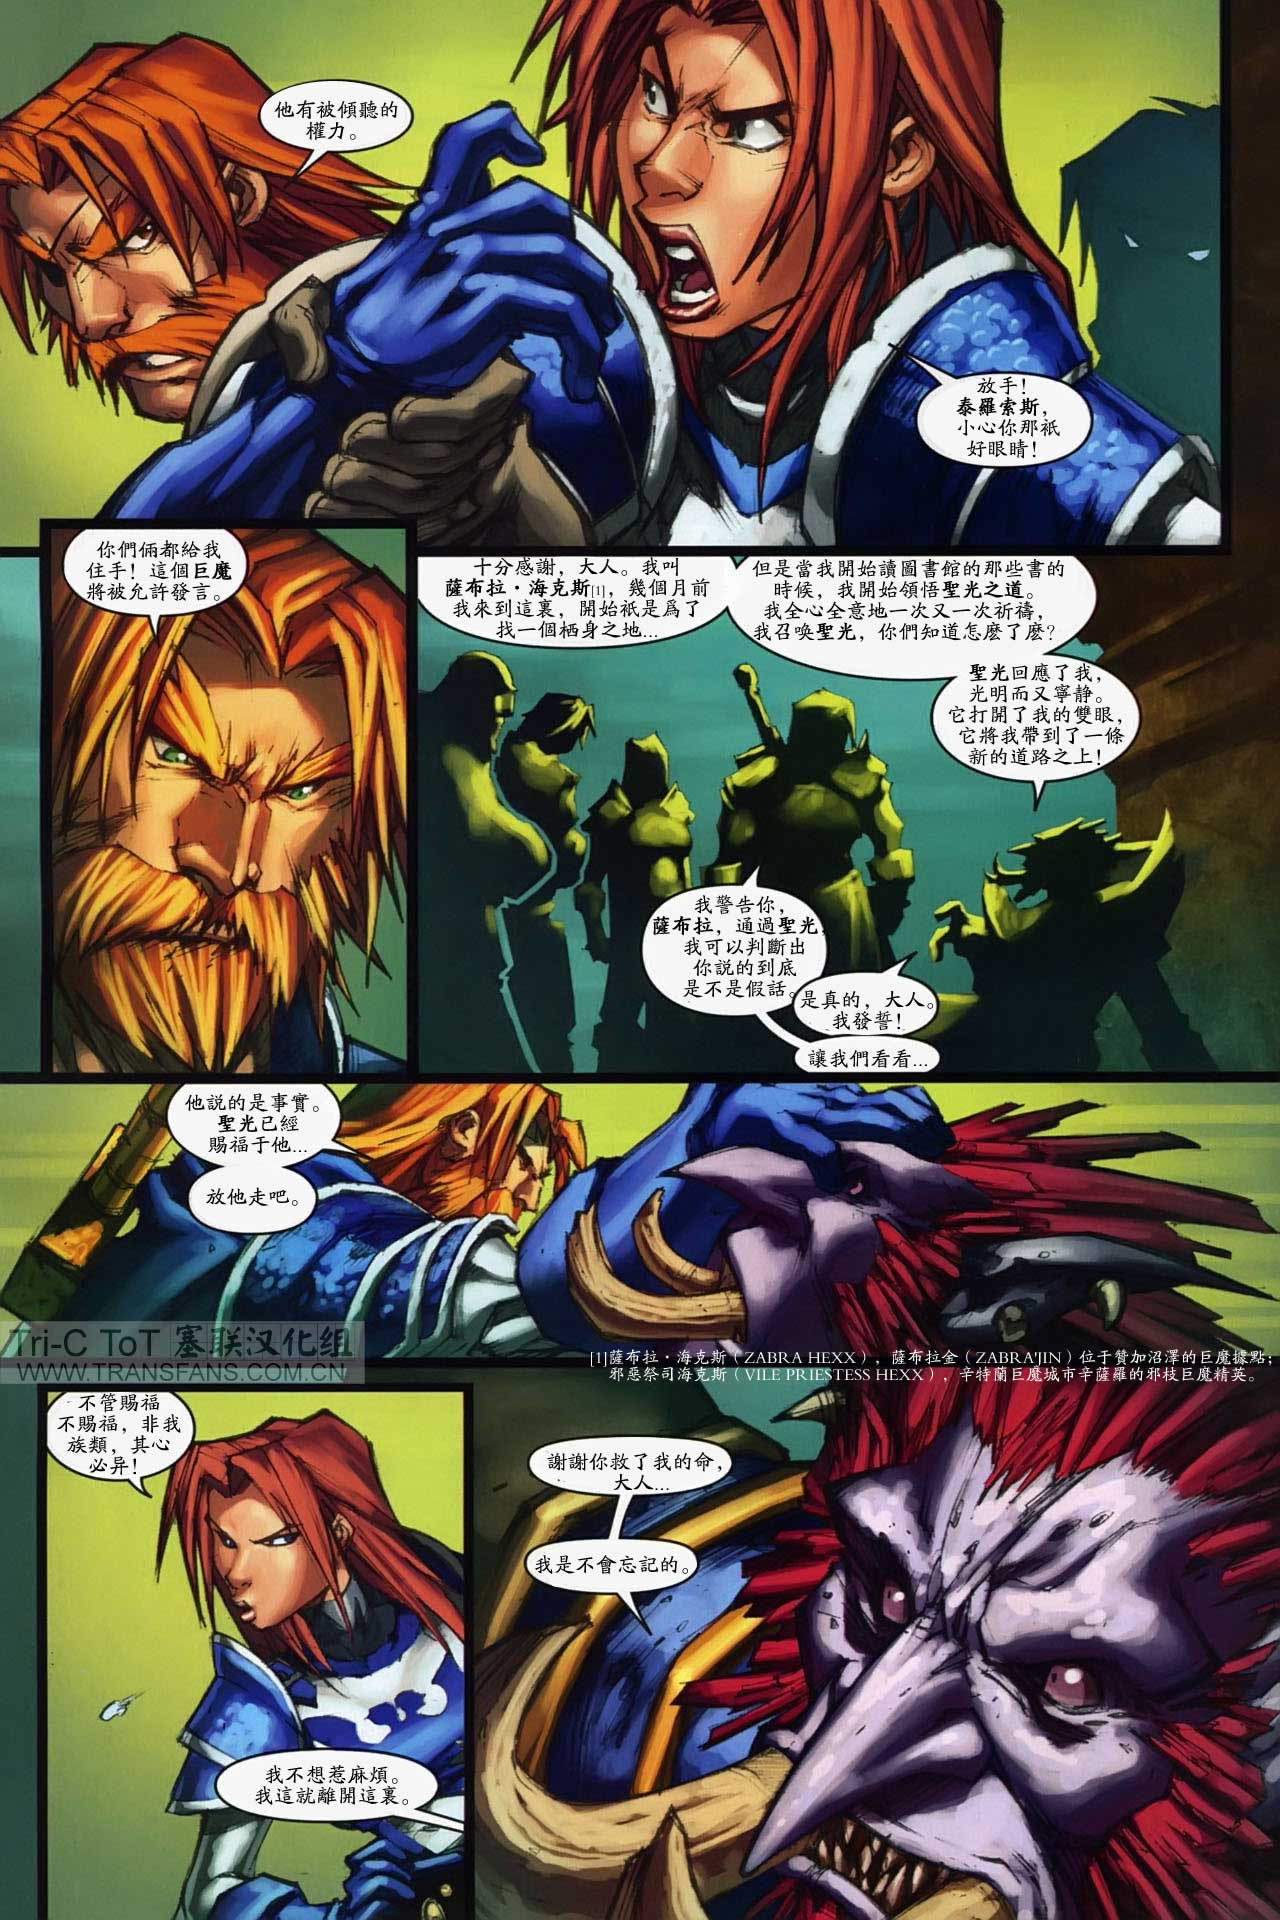 他有被傾聽的
權力。
放手！
泰羅索斯，
小心你那衹
好眼睛！
你們倆都給我
住手！這個巨魔
將被允許發言。
十分感謝，大人。我叫
薩布拉·海克斯[1]，幾個月前
我來到這裏，開始衹是爲了
找一個栖身之地...
但是當我開始讀圖書館的那些書的
時候，我開始領悟聖光之道。
我全心全意地一次又一次祈禱，
我召唤聖光，你們知道怎麽了麽？
聖光回應了我，
光明而又寧静。
它打開了我的雙眼，
它將我帶到了一條
新的道路之上！
我警告你，
薩布拉，通過聖光，
我可以判斷出
你説的到底
是不是假話。
是真的，大人。
我發誓！
讓我們看看...
他説的是事實。
聖光已經
賜福于他...
放他走吧。
Tri-C ToT 塞联汉化组
WWW.TRANSFANS.COM.CN
[1]薩布拉·海克斯（ZABRA HEXX），薩布拉金（ZABRA'JIN）位于贊加沼澤的巨魔據點；
邪惡祭司海克斯（VILE PRIESTESS HEXX），辛特蘭巨魔城市辛薩羅的邪枝巨魔精英。
不管賜福
不賜福，非我
族類，其心
必异！
謝謝你救了我的命，
大人...
我是不會忘記的。
我不想惹麻煩。
我這就離開這裏。